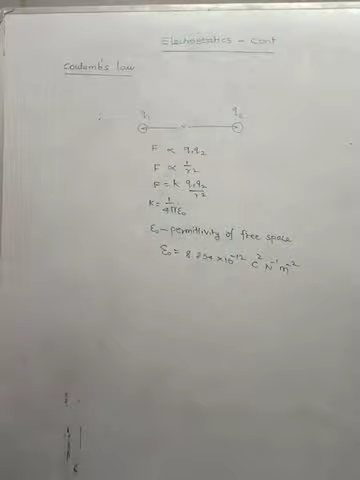 Electrostatics - Cont
Coulomb's law
q₁ q₂
r
F ∝ q₁q₂
F ∝ 1/r²
F = k q₁q₂/r²
K = 1/4πε₀
ε₀ - permitivity of free space
ε₀ = 8.854 × 10⁻¹² C² N⁻¹ m⁻²